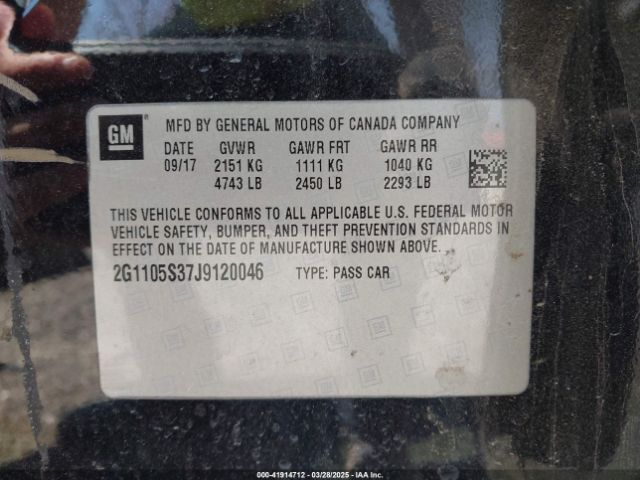 GM ®
MFD BY GENERAL MOTORS OF CANADA COMPANY
DATE GVWR GAWR FRT GAWR RR
09/17 2151 KG 1111 KG 1040 KG
4743 LB 2450 LB 2293 LB
THIS VEHICLE CONFORMS TO ALL APPLICABLE U.S. FEDERAL MOTOR
VEHICLE SAFETY, BUMPER, AND THEFT PREVENTION STANDARDS IN
EFFECT ON THE DATE OF MANUFACTURE SHOWN ABOVE.
2G1105S37J9120046 TYPE: PASS CAR
000-41914712 | 03/28/2025 - IAA Inc.